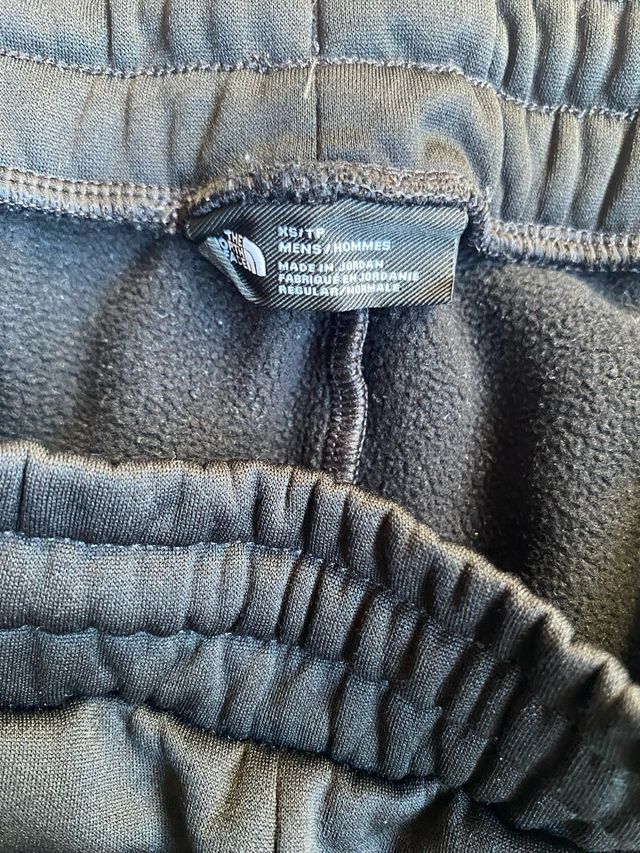 THE
NORTH
FACE
XS/TP
MENS/HOMMES
MADE IN JORDAN
FABRIQUÉ EN JORDANIE
REGULAR/NORMALE